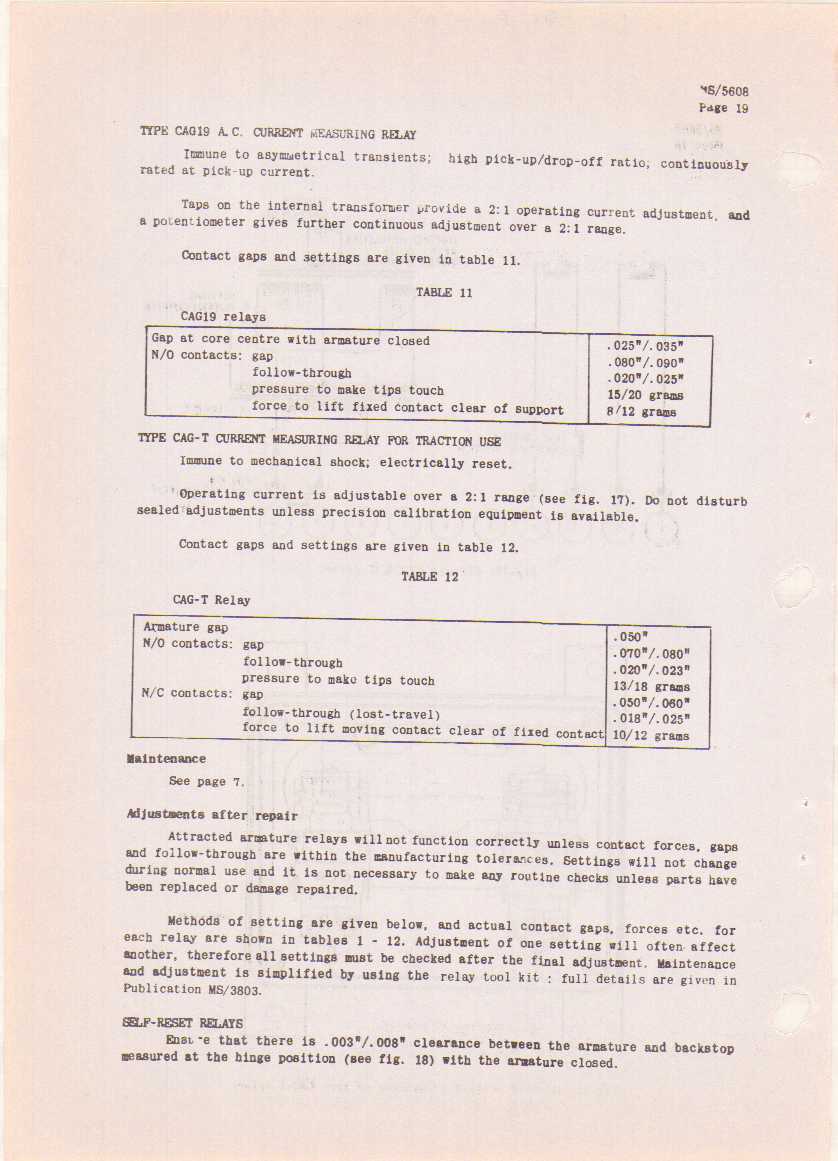 MS/5608
Page 19
TYPE CAG19 A.C. CURRENT MEASURING RELAY
Immune to asymmetrical transients; high pick-up/drop-off ratio; continuously
rated at pick-up current.
Taps on the internal transformer provide a 2:1 operating current adjustment, and
a potentiometer gives further continuous adjustment over a 2:1 range.
Contact gaps and settings are given in table 11.
TABLE 11
CAG19 relays
Gap at core centre with armature closed .025"/.035"
N/O contacts: gap .080"/.090"
follow-through .020"/.025"
pressure to make tips touch 15/20 grams
force to lift fixed contact clear of support 8/12 grams
TYPE CAG-T CURRENT MEASURING RELAY FOR TRACTION USE
Immune to mechanical shock; electrically reset.
Operating current is adjustable over a 2:1 range (see fig. 17). Do not disturb
sealed adjustments unless precision calibration equipment is available.
Contact gaps and settings are given in table 12.
TABLE 12
CAG-T Relay
Armature gap .050"
N/O contacts: gap .070"/.080"
follow-through .020"/.023"
pressure to make tips touch 13/18 grams
N/C contacts: gap .050"/.060"
follow-through (lost-travel) .018"/.025"
force to lift moving contact clear of fixed contact 10/12 grams
Maintenance
See page 7.
Adjustments after repair
Attracted armature relays will not function correctly unless contact forces, gaps
and follow-through are within the manufacturing tolerances. Settings will not change
during normal use and it is not necessary to make any routine checks unless parts have
been replaced or damage repaired.
Methods of setting are given below, and actual contact gaps, forces etc. for
each relay are shown in tables 1 - 12. Adjustment of one setting will often affect
another, therefore all settings must be checked after the final adjustment. Maintenance
and adjustment is simplified by using the relay tool kit : full details are given in
Publication MS/3803.
SELF-RESET RELAYS
Ensure that there is .003"/.008" clearance between the armature and backstop
measured at the hinge position (see fig. 18) with the armature closed.